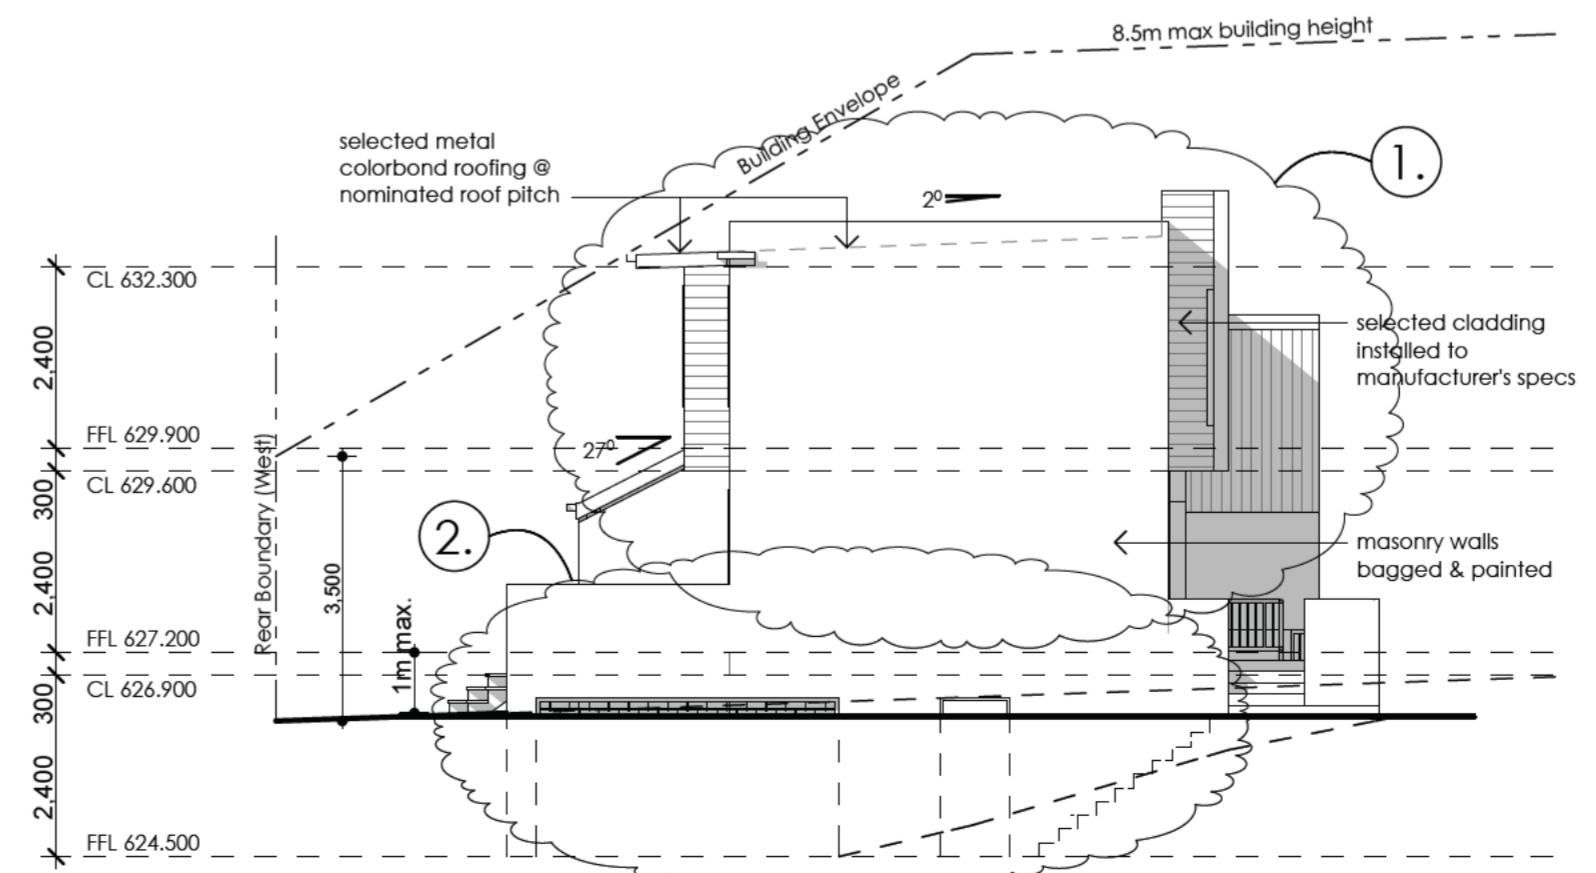 8.5m max building height
Building Envelope
1.
selected metal
colorbond roofing @
nominated roof pitch
2⁰
CL 632.300
2,400
selected cladding
installed to
manufacturer's specs
FFL 629.900
27⁰
300
CL 629.600
Rear Boundary (West)
2.
masonry walls
bagged & painted
2,400
3,500
1m max.
FFL 627.200
300
CL 626.900
2,400
FFL 624.500